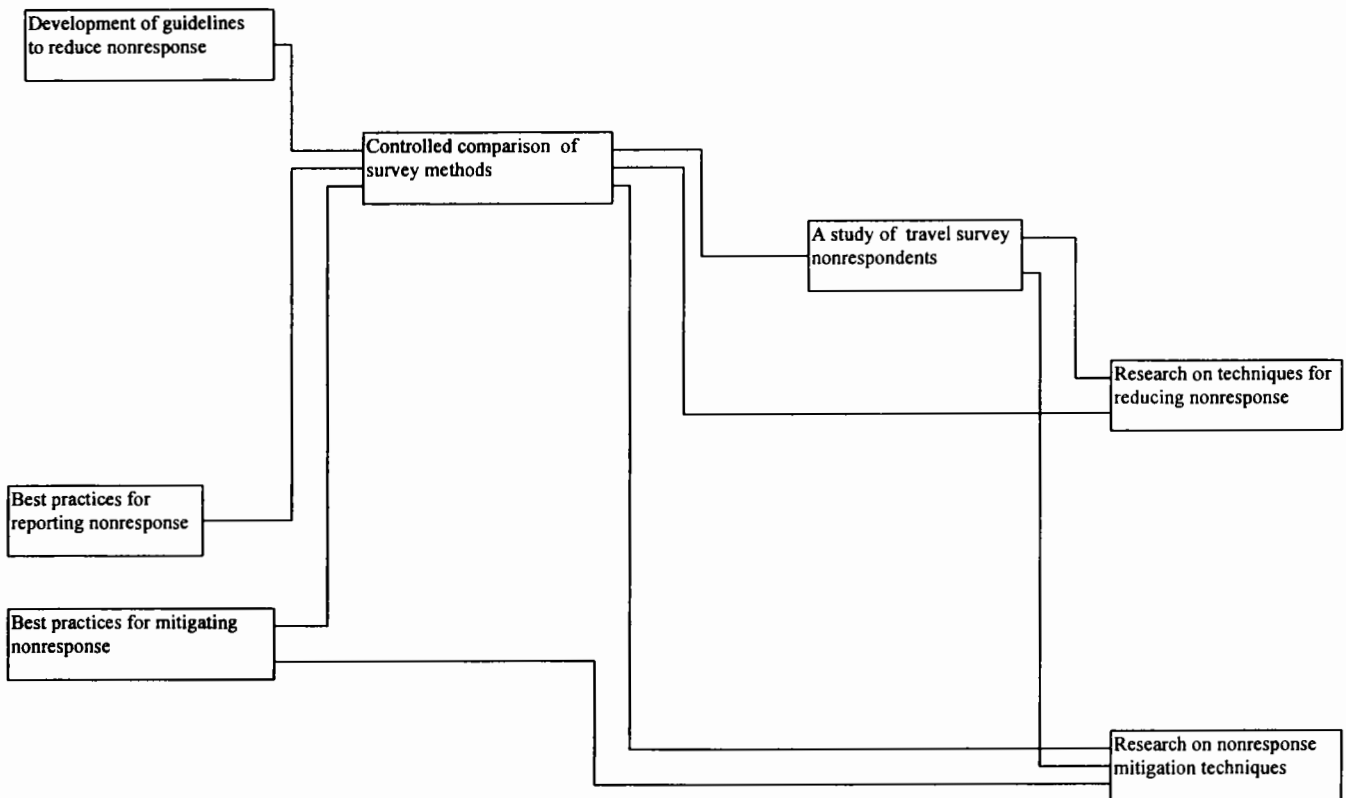 Development of guidelines
to reduce nonresponse
Controlled comparison of
survey methods
A study of travel survey
nonrespondents
Research on techniques for
reducing nonresponse
Best practices for
reporting nonresponse
Best practices for mitigating
nonresponse
Research on nonresponse
mitigation techniques